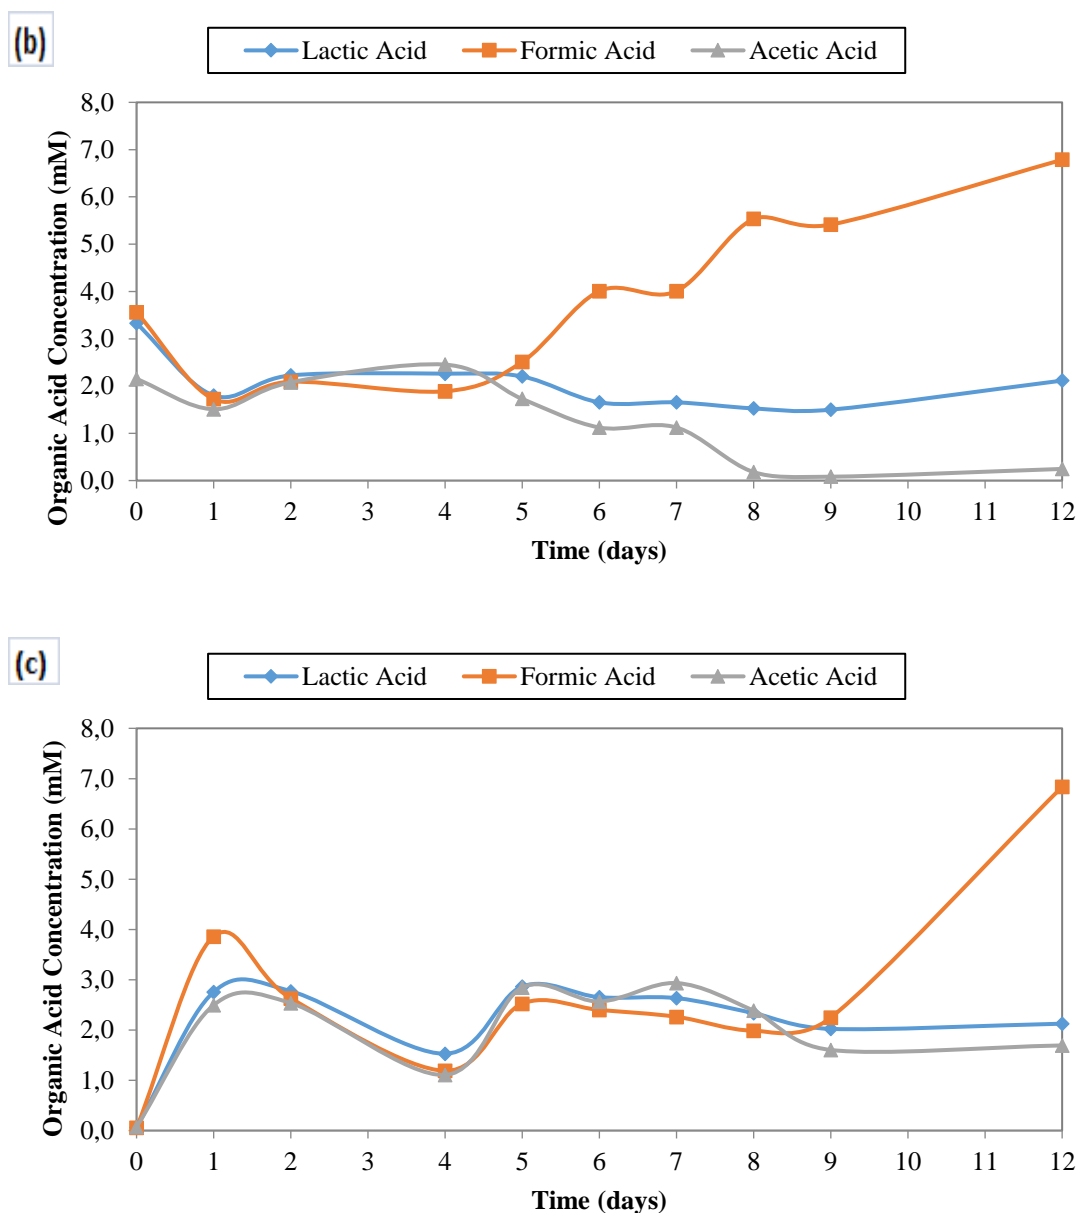 (b)
Lactic Acid Formic Acid Acetic Acid
Organic Acid Concentration (mM)
8,0
7,0
6,0
5,0
4,0
3,0
2,0
1,0
0,0
0 1 2 3 4 5 6 7 8 9 10 11 12
Time (days)
(c)
Lactic Acid Formic Acid Acetic Acid
Organic Acid Concentration (mM)
8,0
7,0
6,0
5,0
4,0
3,0
2,0
1,0
0,0
0 1 2 3 4 5 6 7 8 9 10 11 12
Time (days)